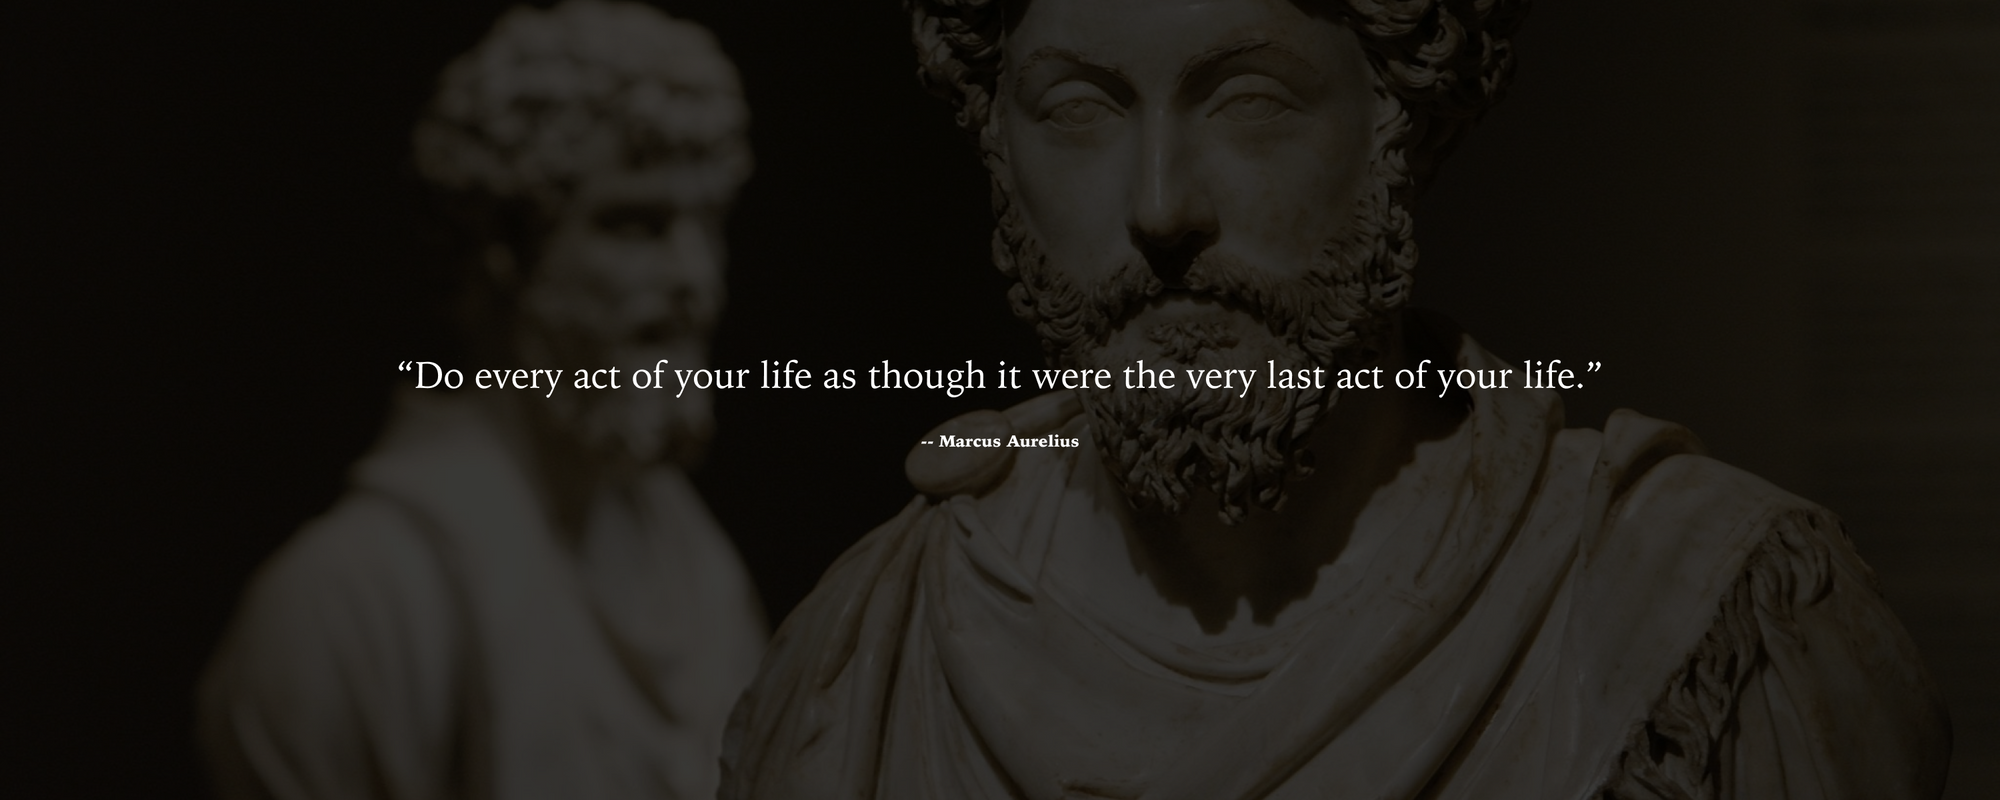 “Do every act of your life as though it were the very last act of your life.”
-- Marcus Aurelius